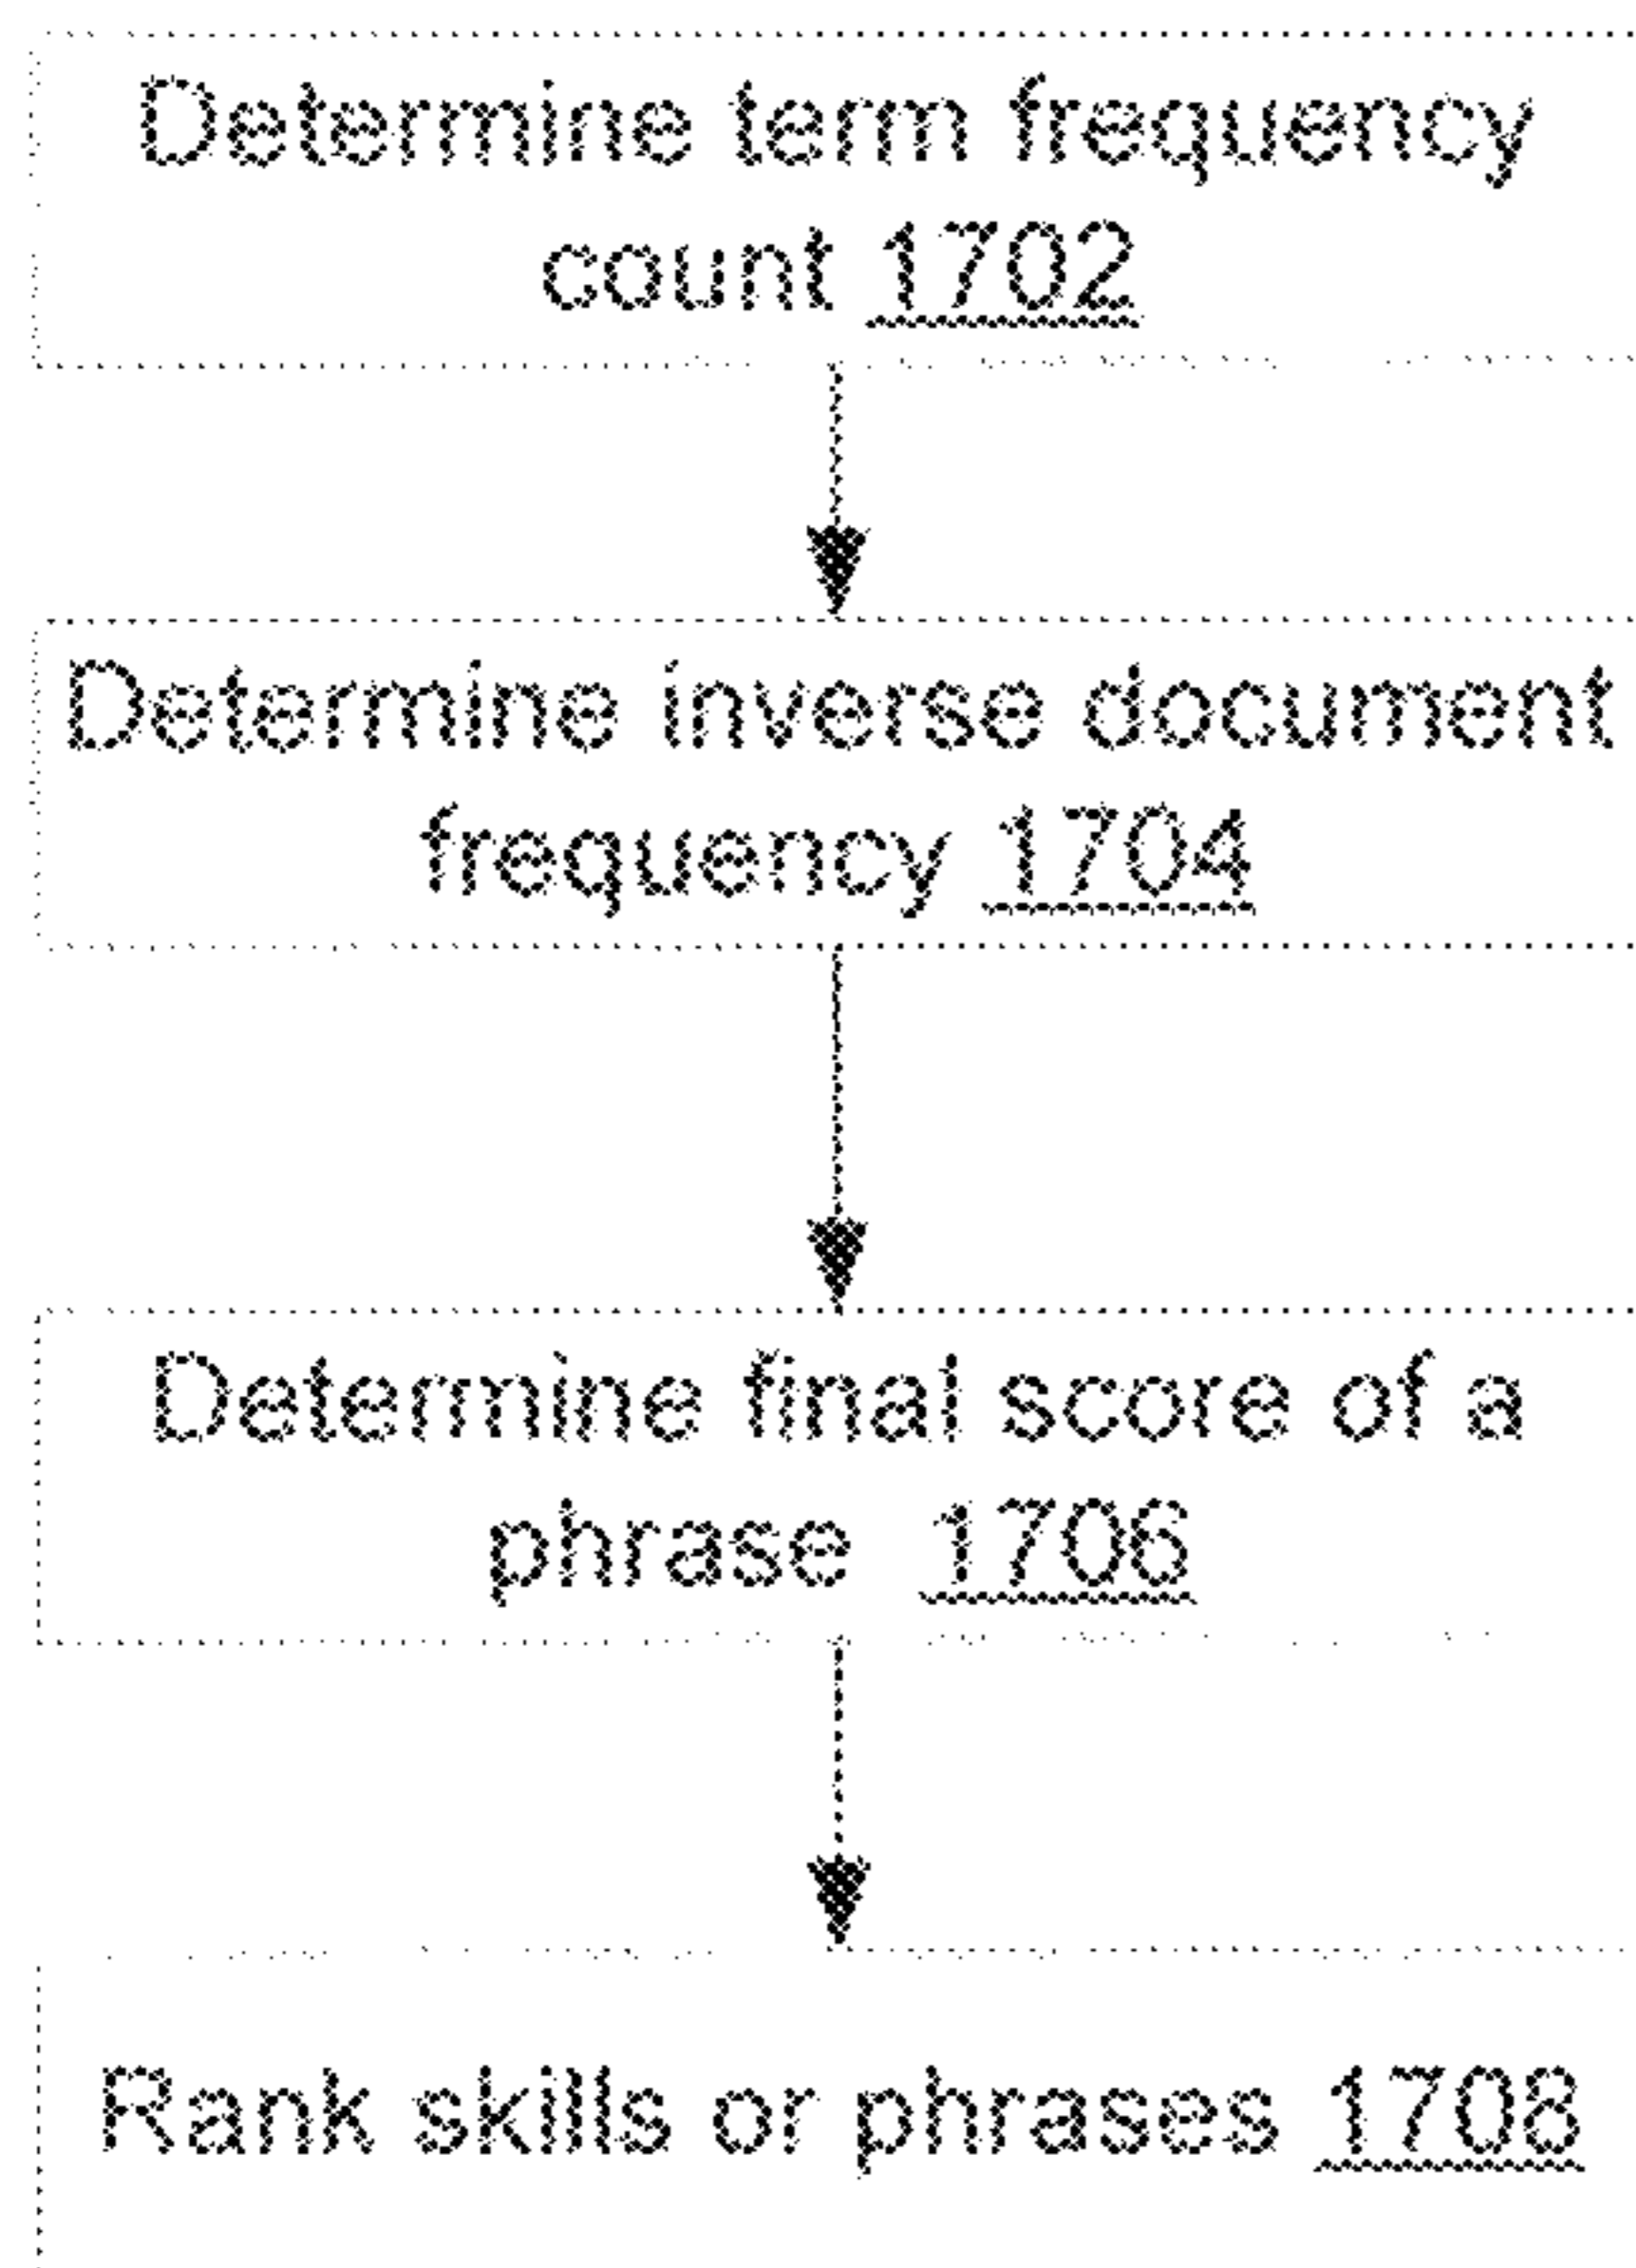 Determine term frequency
count 1702
Determine inverse document
frequency 1704
Determine final score of a
phrase 1706
Rank skills or phrases 1708